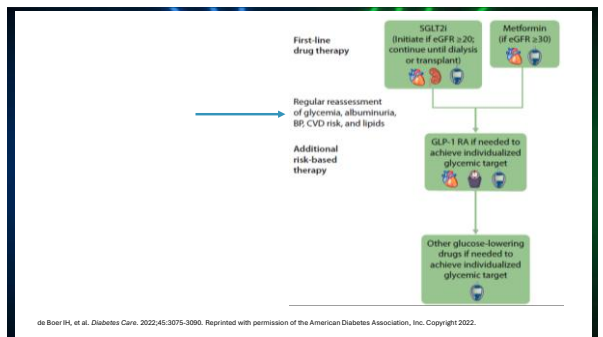 First-line
drug therapy
SGLT2i
(Initiate if eGFR ≥20;
continue until dialysis
or transplant)
Metformin
(if eGFR ≥30)
Regular reassessment
of glycemia, albuminuria,
BP, CVD risk, and lipids
Additional
risk-based
therapy
GLP-1 RA if needed to
achieve individualized
glycemic target
Other glucose-lowering
drugs if needed to
achieve individualized
glycemic target
de Boer IH, et al. Diabetes Care. 2022;45:3075-3090. Reprinted with permission of the American Diabetes Association, Inc. Copyright 2022.